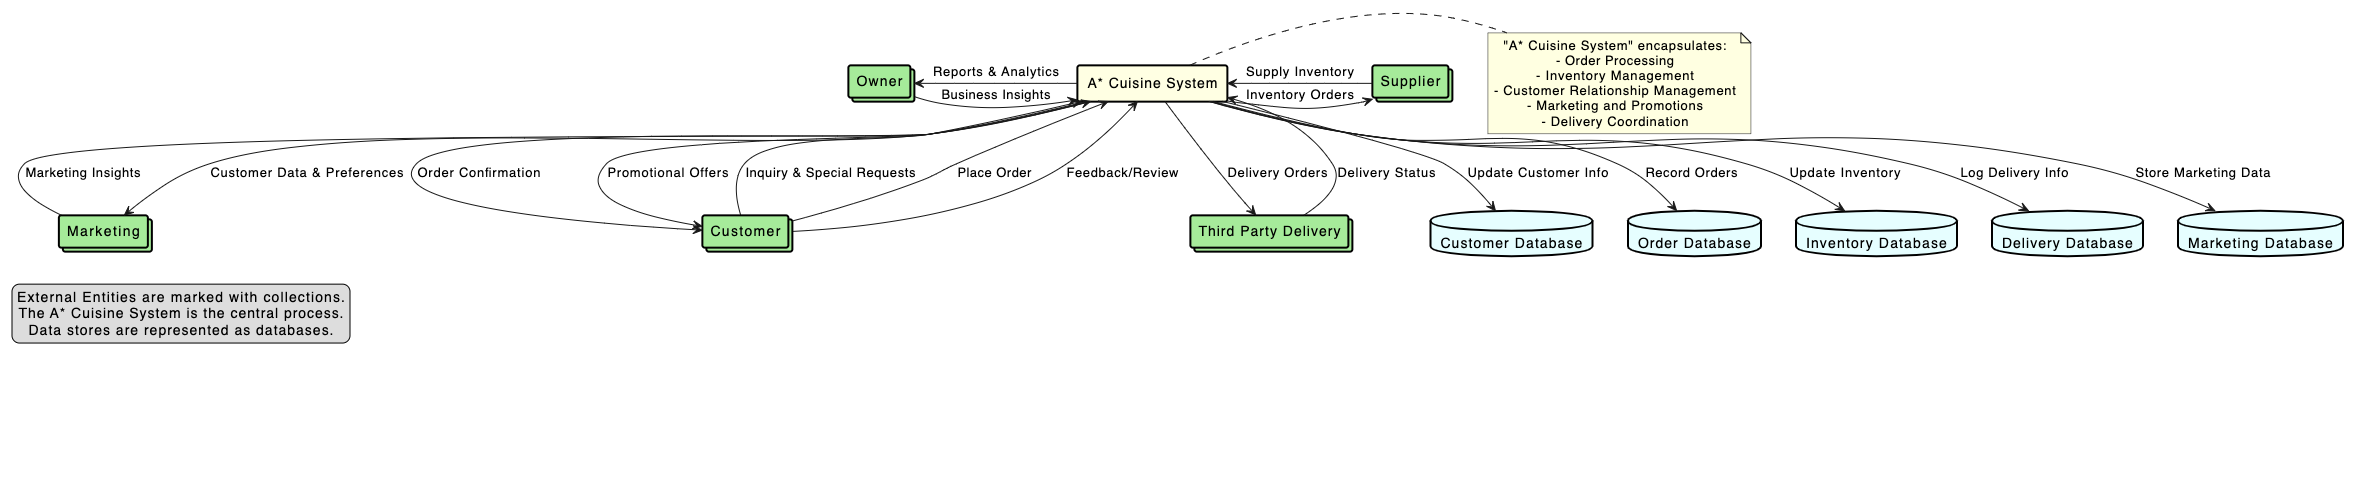 "A* Cuisine System" encapsulates:
- Order Processing
- Inventory Management
- Customer Relationship Management
- Marketing and Promotions
- Delivery Coordination
Owner
Reports & Analytics
Business Insights
A* Cuisine System
Supply Inventory
Inventory Orders
Supplier
Marketing Insights
Customer Data & Preferences
Order Confirmation
Promotional Offers
Inquiry & Special Requests
Place Order
Feedback/Review
Delivery Orders
Delivery Status
Update Customer Info
Record Orders
Update Inventory
Log Delivery Info
Store Marketing Data
Marketing
Customer
Third Party Delivery
Customer Database
Order Database
Inventory Database
Delivery Database
Marketing Database
External Entities are marked with collections.
The A* Cuisine System is the central process.
Data stores are represented as databases.